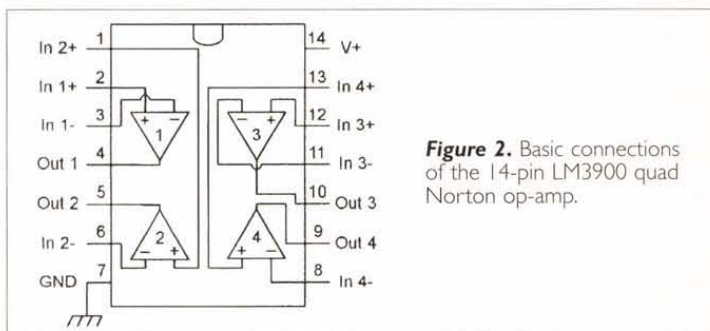 In 2+ 1
In 1+ 2
In 1- 3
Out 1 4
Out 2 5
In 2- 6
GND 7
14 V+
13 In 4+
12 In 3+
11 In 3-
10 Out 3
9 Out 4
8 In 4-
+ − 1
− + 3
2 − +
4 + −
Figure 2. Basic connections
of the 14-pin LM3900 quad
Norton op-amp.